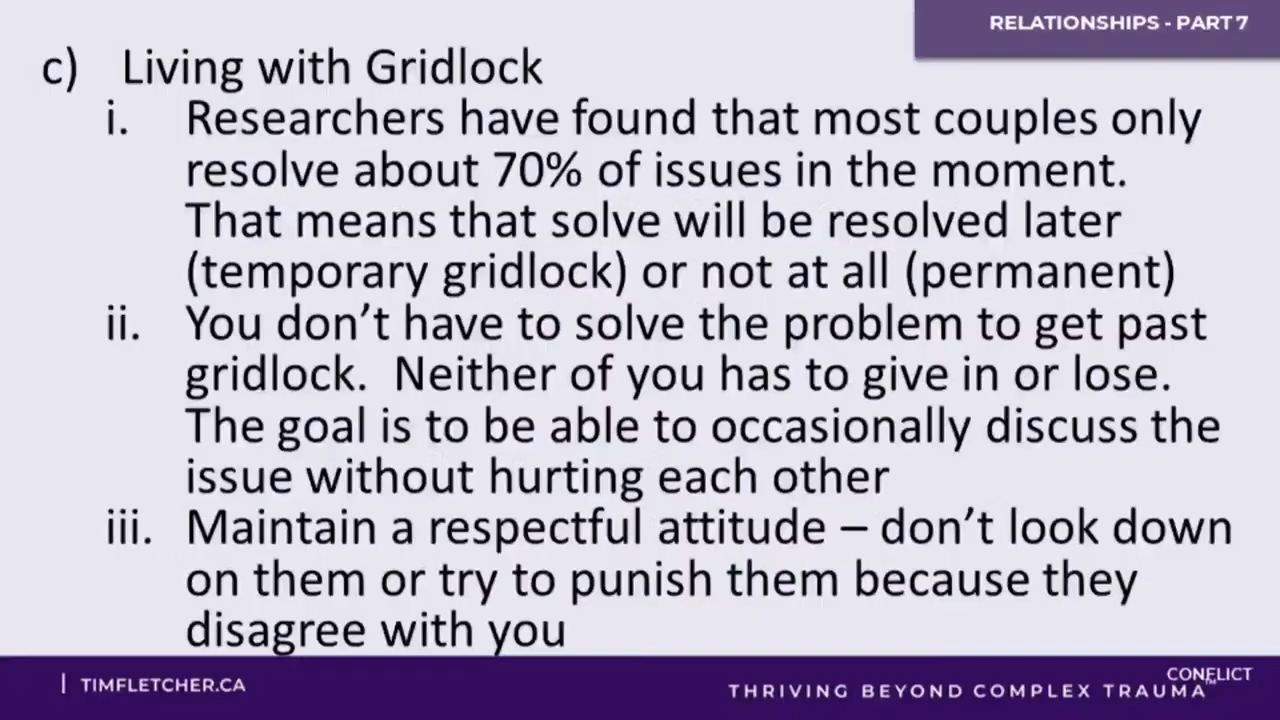 RELATIONSHIPS - PART 7
c) Living with Gridlock
i. Researchers have found that most couples only
resolve about 70% of issues in the moment.
That means that solve will be resolved later
(temporary gridlock) or not at all (permanent)
ii. You don’t have to solve the problem to get past
gridlock.  Neither of you has to give in or lose.
The goal is to be able to occasionally discuss the
issue without hurting each other
iii. Maintain a respectful attitude – don’t look down
on them or try to punish them because they
disagree with you
| TIMFLETCHER.CA
CONFLICT
THRIVING BEYOND COMPLEX TRAUMA™